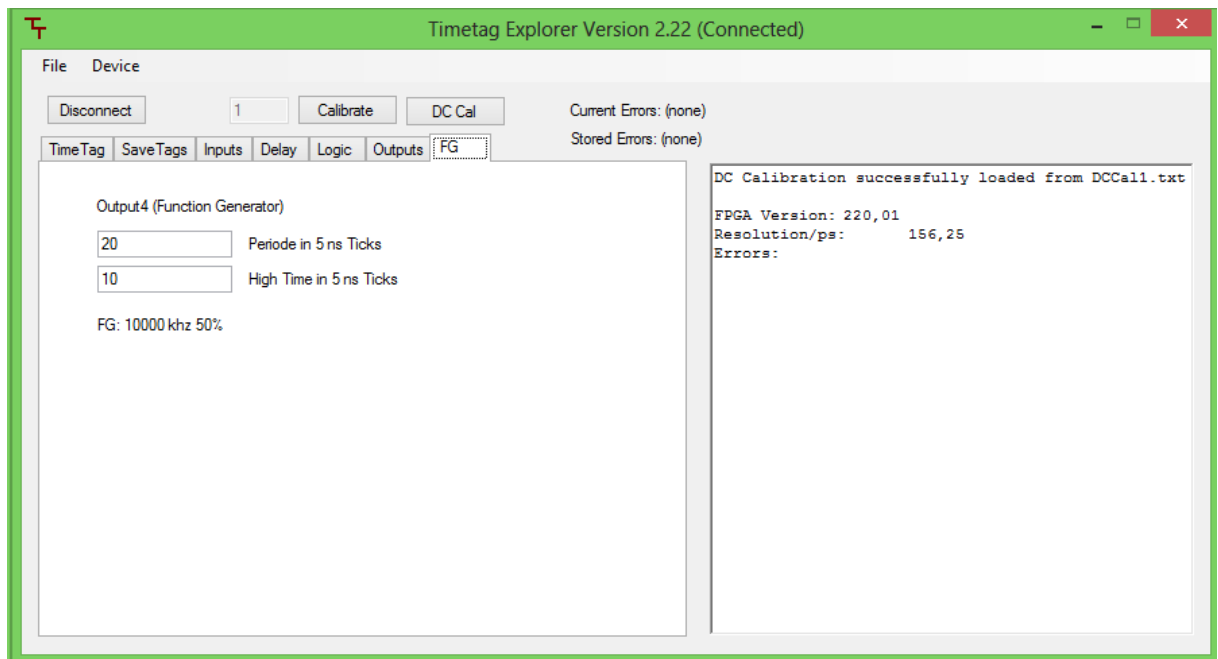 Timetag Explorer Version 2.22 (Connected)
File Device
Disconnect 1 Calibrate DC Cal
Current Errors: (none)
Stored Errors: (none)
TimeTag SaveTags Inputs Delay Logic Outputs FG
Output4 (Function Generator)
20 Periode in 5 ns Ticks
10 High Time in 5 ns Ticks
FG: 10000 khz 50%
DC Calibration successfully loaded from DCCal1.txt
FPGA Version: 220,01
Resolution/ps: 156,25
Errors: